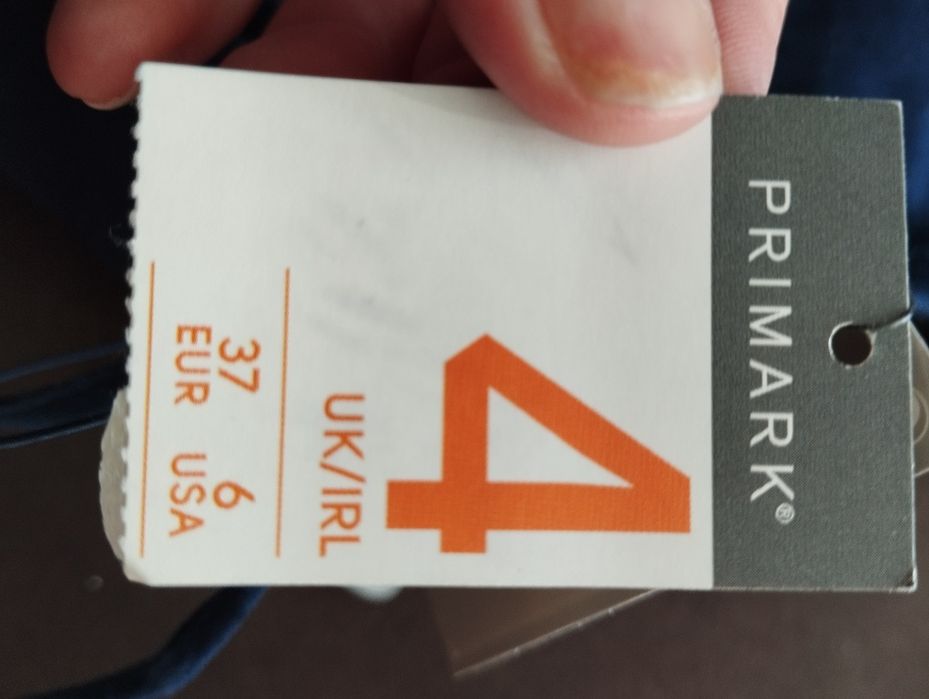 PRIMARK®
4
UK/IRL
37 6
EUR USA